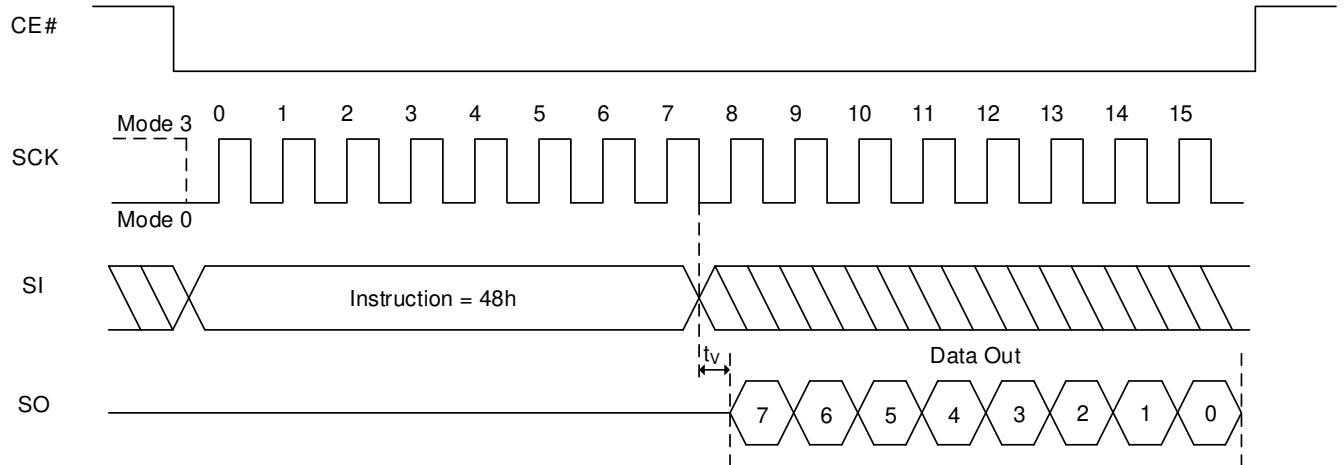 CE#
0 1 2 3 4 5 6 7 8 9 10 11 12 13 14 15
Mode 3
SCK
Mode 0
SI
Instruction = 48h
tV
Data Out
SO
7 6 5 4 3 2 1 0